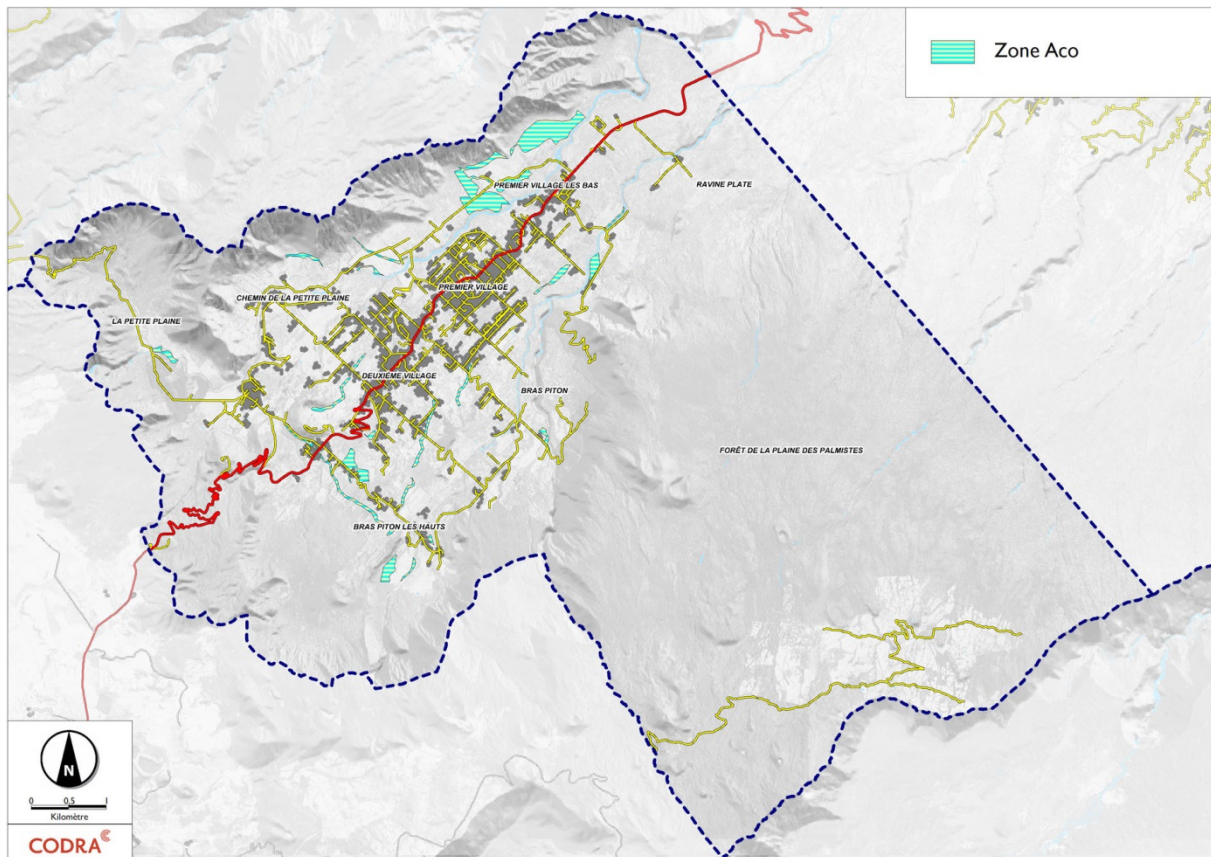 Zone Aco
PREMIER VILLAGE LES BAS
RAVINE PLATE
PREMIER VILLAGE
CHEMIN DE LA PETITE PLAINE
LA PETITE PLAINE
DEUXIÈME VILLAGE
BRAS PITON
FORÊT DE LA PLAINE DES PALMISTES
BRAS PITON LES HAUTS
N
0 0,5 1
Kilomètre
CODRA